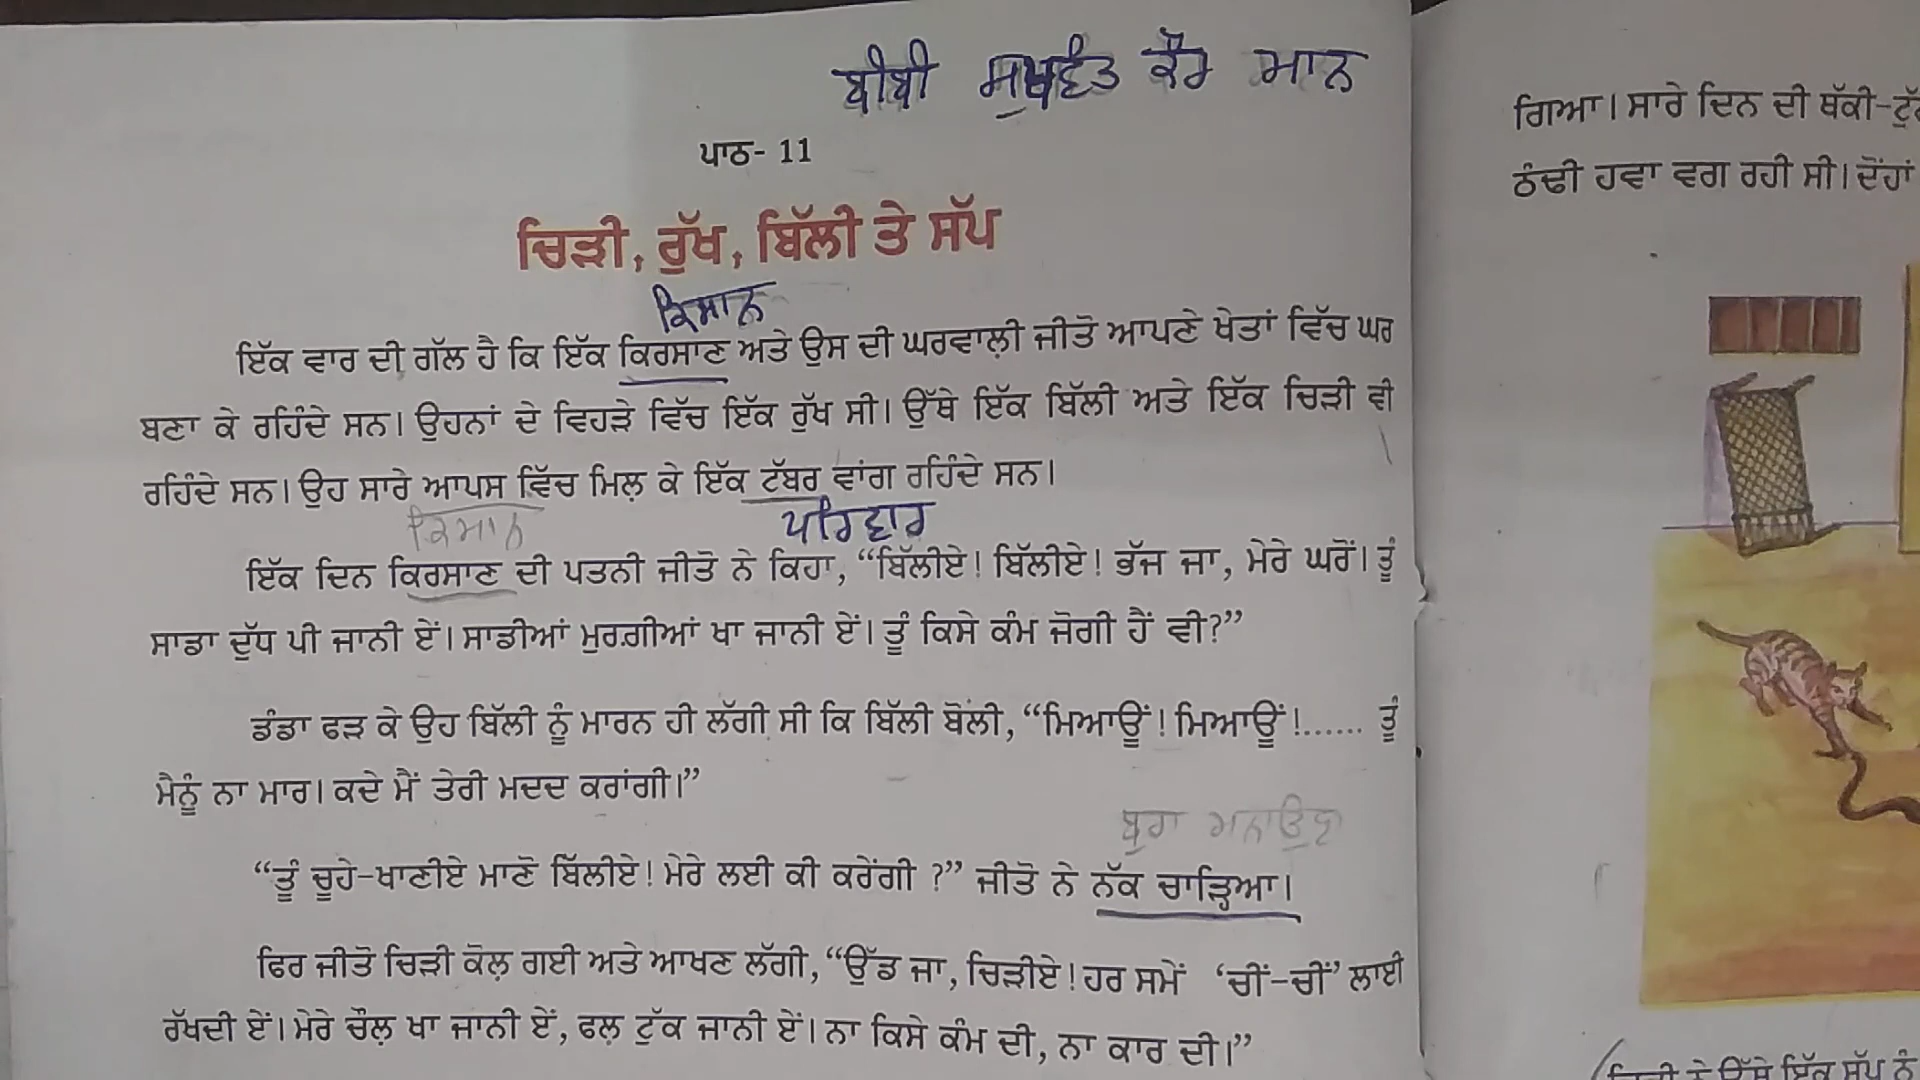 ਬੀਬੀ ਸੁਖਵੰਤ ਕੌਰ ਮਾਨ
ਪਾਠ- 11
ਚਿੜੀ, ਰੁੱਖ, ਬਿੱਲੀ ਤੇ ਸੱਪ
ਕਿਸਾਨ
ਇੱਕ ਵਾਰ ਦੀ ਗੱਲ ਹੈ ਕਿ ਇੱਕ ਕਿਰਸਾਣ ਅਤੇ ਉਸ ਦੀ ਘਰਵਾਲ਼ੀ ਜੀਤੋ ਆਪਣੇ ਖੇਤਾਂ ਵਿੱਚ ਘਰ
ਬਣਾ ਕੇ ਰਹਿੰਦੇ ਸਨ। ਉਹਨਾਂ ਦੇ ਵਿਹੜੇ ਵਿੱਚ ਇੱਕ ਰੁੱਖ ਸੀ। ਉੱਥੇ ਇੱਕ ਬਿੱਲੀ ਅਤੇ ਇੱਕ ਚਿੜੀ ਵੀ
ਰਹਿੰਦੇ ਸਨ। ਉਹ ਸਾਰੇ ਆਪਸ ਵਿੱਚ ਮਿਲ਼ ਕੇ ਇੱਕ ਟੱਬਰ ਵਾਂਗ ਰਹਿੰਦੇ ਸਨ।
ਕਿਸਾਨ ਪਰਿਵਾਰ
ਇੱਕ ਦਿਨ ਕਿਰਸਾਣ ਦੀ ਪਤਨੀ ਜੀਤੋ ਨੇ ਕਿਹਾ, “ਬਿੱਲੀਏ! ਬਿੱਲੀਏ! ਭੱਜ ਜਾ, ਮੇਰੇ ਘਰੋਂ। ਤੂੰ
ਸਾਡਾ ਦੁੱਧ ਪੀ ਜਾਨੀ ਏਂ। ਸਾਡੀਆਂ ਮੁਰਗ਼ੀਆਂ ਖਾ ਜਾਨੀ ਏਂ। ਤੂੰ ਕਿਸੇ ਕੰਮ ਜੋਗੀ ਹੈਂ ਵੀ?”
ਡੰਡਾ ਫੜ ਕੇ ਉਹ ਬਿੱਲੀ ਨੂੰ ਮਾਰਨ ਹੀ ਲੱਗੀ ਸੀ ਕਿ ਬਿੱਲੀ ਬੋਲੀ, “ਮਿਆਊਂ! ਮਿਆਊਂ!...... ਤੂੰ
ਮੈਨੂੰ ਨਾ ਮਾਰ। ਕਦੇ ਮੈਂ ਤੇਰੀ ਮਦਦ ਕਰਾਂਗੀ।”
ਬੁਰਾ ਮਨਾਉਣਾ
“ਤੂੰ ਚੂਹੇ-ਖਾਣੀਏ ਮਾਣੋ ਬਿੱਲੀਏ! ਮੇਰੇ ਲਈ ਕੀ ਕਰੇਂਗੀ ?” ਜੀਤੋ ਨੇ ਨੱਕ ਚਾੜ੍ਹਿਆ।
ਫਿਰ ਜੀਤੋ ਚਿੜੀ ਕੋਲ਼ ਗਈ ਅਤੇ ਆਖਣ ਲੱਗੀ, “ਉੱਡ ਜਾ, ਚਿੜੀਏ! ਹਰ ਸਮੇਂ ‘ਚੀਂ-ਚੀਂ’ ਲਾਈ
ਰੱਖਦੀ ਏਂ। ਮੇਰੇ ਚੌਲ਼ ਖਾ ਜਾਨੀ ਏਂ, ਫਲ਼ ਟੁੱਕ ਜਾਨੀ ਏਂ। ਨਾ ਕਿਸੇ ਕੰਮ ਦੀ, ਨਾ ਕਾਰ ਦੀ।”
ਗਿਆ। ਸਾਰੇ ਦਿਨ ਦੀ ਥੱਕੀ-
ਠੰਢੀ ਹਵਾ ਵਗ ਰਹੀ ਸੀ। ਦੋਂਹਾਂ